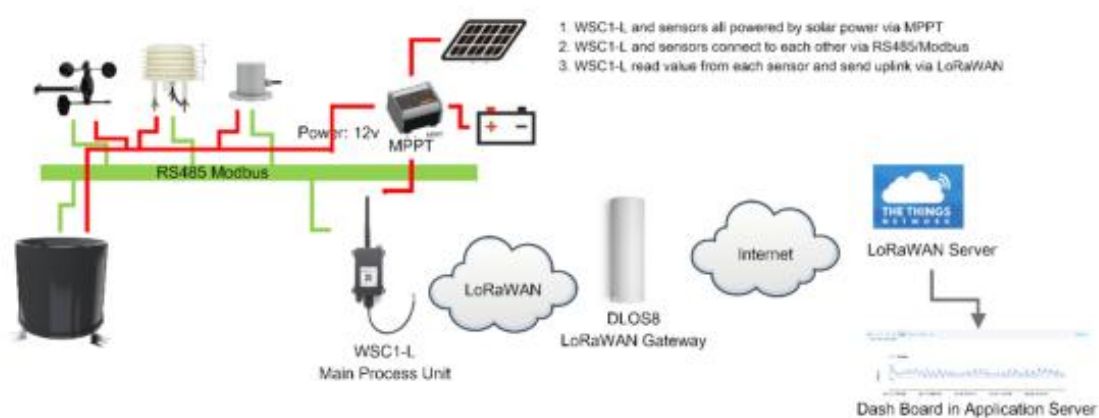 1. WSC1-L and sensors all powered by solar power via MPPT
2. WSC1-L and sensors connect to each other via RS485/Modbus
3. WSC1-L read value from each sensor and send uplink via LoRaWAN
Power: 12v
MPPT
RS485 Modbus
THE THINGS
NETWORK
LoRaWAN Server
Internet
LoRaWAN
DLOS8
LoRaWAN Gateway
WSC1-L
Main Process Unit
Dash Board in Application Server